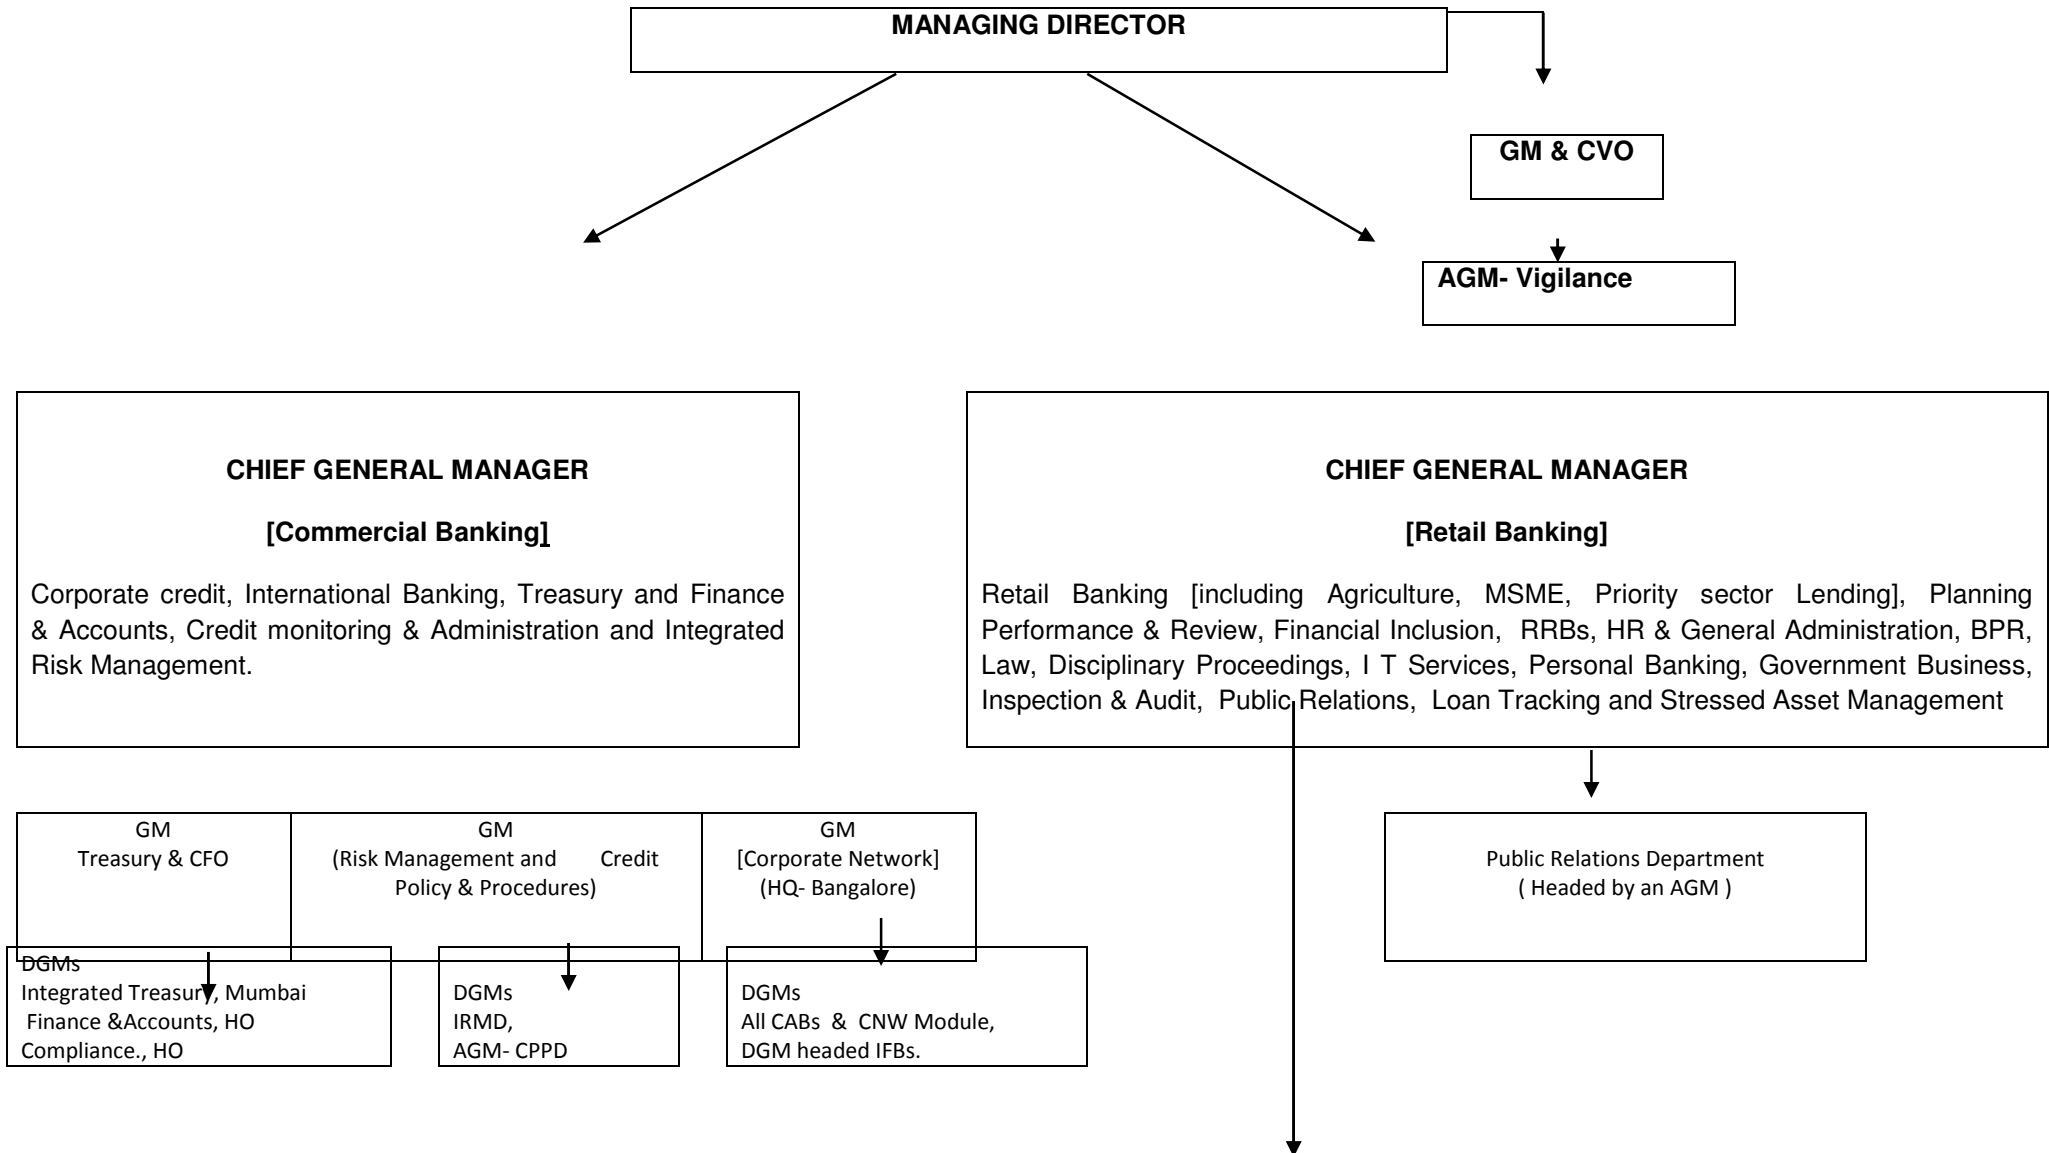 MANAGING DIRECTOR
GM & CVO
AGM- Vigilance
CHIEF GENERAL MANAGER
[Commercial Banking]
Corporate credit, International Banking, Treasury and Finance
& Accounts, Credit monitoring & Administration and Integrated
Risk Management.
CHIEF GENERAL MANAGER
[Retail Banking]
Retail Banking [including Agriculture, MSME, Priority sector Lending], Planning
Performance & Review, Financial Inclusion, RRBs, HR & General Administration, BPR,
Law, Disciplinary Proceedings, I T Services, Personal Banking, Government Business,
Inspection & Audit, Public Relations, Loan Tracking and Stressed Asset Management
GM
Treasury & CFO
GM
(Risk Management and Credit
Policy & Procedures)
GM
[Corporate Network]
(HQ- Bangalore)
Public Relations Department
( Headed by an AGM )
DGMs
Integrated Treasury, Mumbai
Finance &Accounts, HO
Compliance., HO
DGMs
IRMD,
AGM- CPPD
DGMs
All CABs & CNW Module,
DGM headed IFBs.